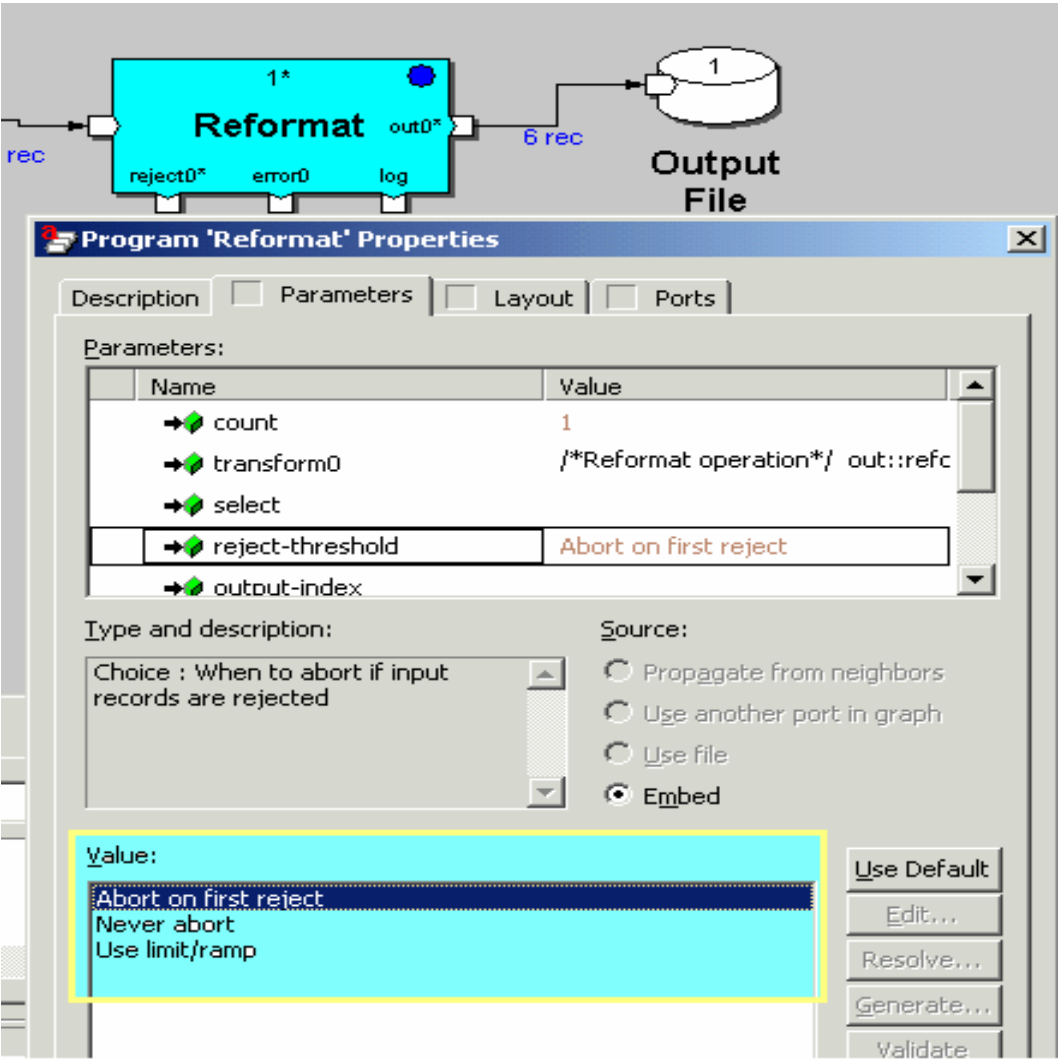 1*
Reformat
out0*
reject0*
error0
log
rec
6 rec
1
Output
File
Program 'Reformat' Properties
Description
Parameters
Layout
Ports
Parameters:
Name
Value
count
1
transform0
/*Reformat operation*/ out::refo
select
reject-threshold
Abort on first reject
output-index
Type and description:
Choice : When to abort if input
records are rejected
Source:
Propagate from neighbors
Use another port in graph
Use file
Embed
Value:
Abort on first reject
Never abort
Use limit/ramp
Use Default
Edit...
Resolve...
Generate...
Validate